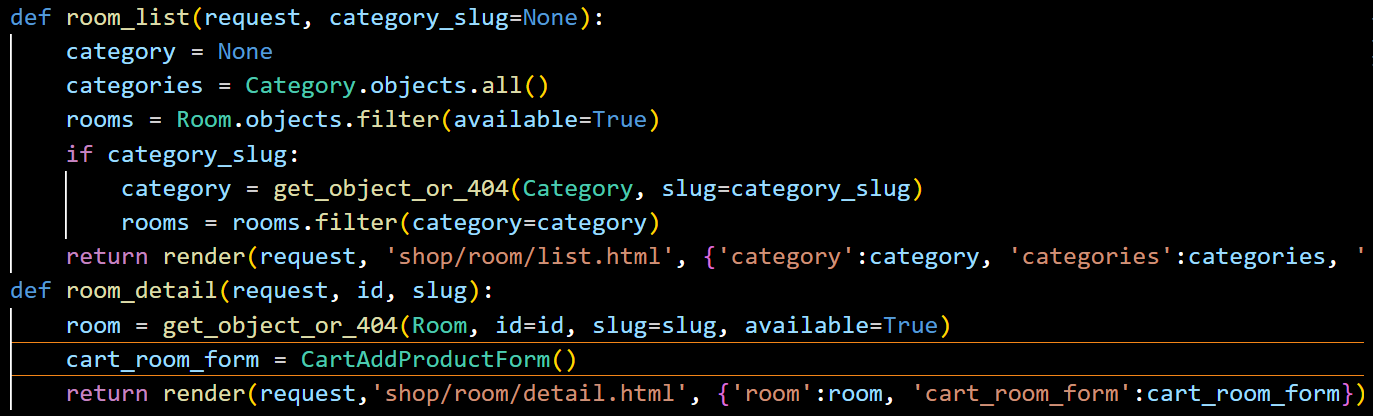 def room_list(request, category_slug=None):
    category = None
    categories = Category.objects.all()
    rooms = Room.objects.filter(available=True)
    if category_slug:
        category = get_object_or_404(Category, slug=category_slug)
        rooms = rooms.filter(category=category)
    return render(request, 'shop/room/list.html', {'category':category, 'categories':categories, '
def room_detail(request, id, slug):
    room = get_object_or_404(Room, id=id, slug=slug, available=True)
    cart_room_form = CartAddProductForm()
    return render(request,'shop/room/detail.html', {'room':room, 'cart_room_form':cart_room_form})